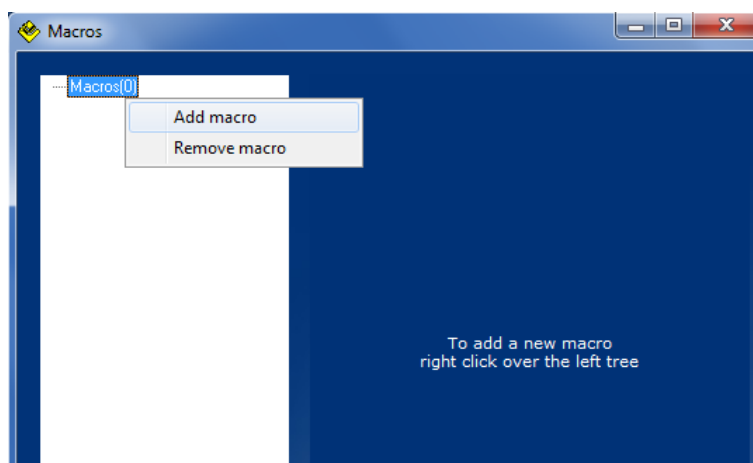 Macros
Macros(0)
Add macro
Remove macro
To add a new macro
right click over the left tree